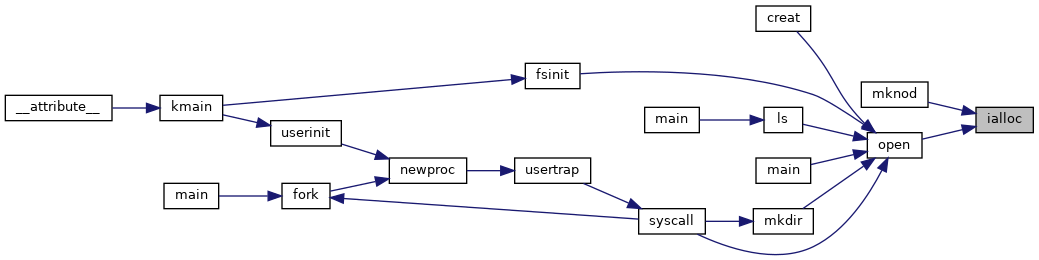 creat
fsinit
mknod
__attribute__
kmain
main
ls
ialloc
userinit
open
newproc
usertrap
main
main
fork
syscall
mkdir